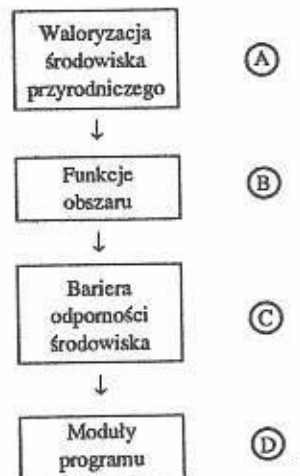 Waloryzacja
środowiska
przyrodniczego
A
Funkcje
obszaru
B
Bariera
odporności
środowiska
C
Moduły
programu
D